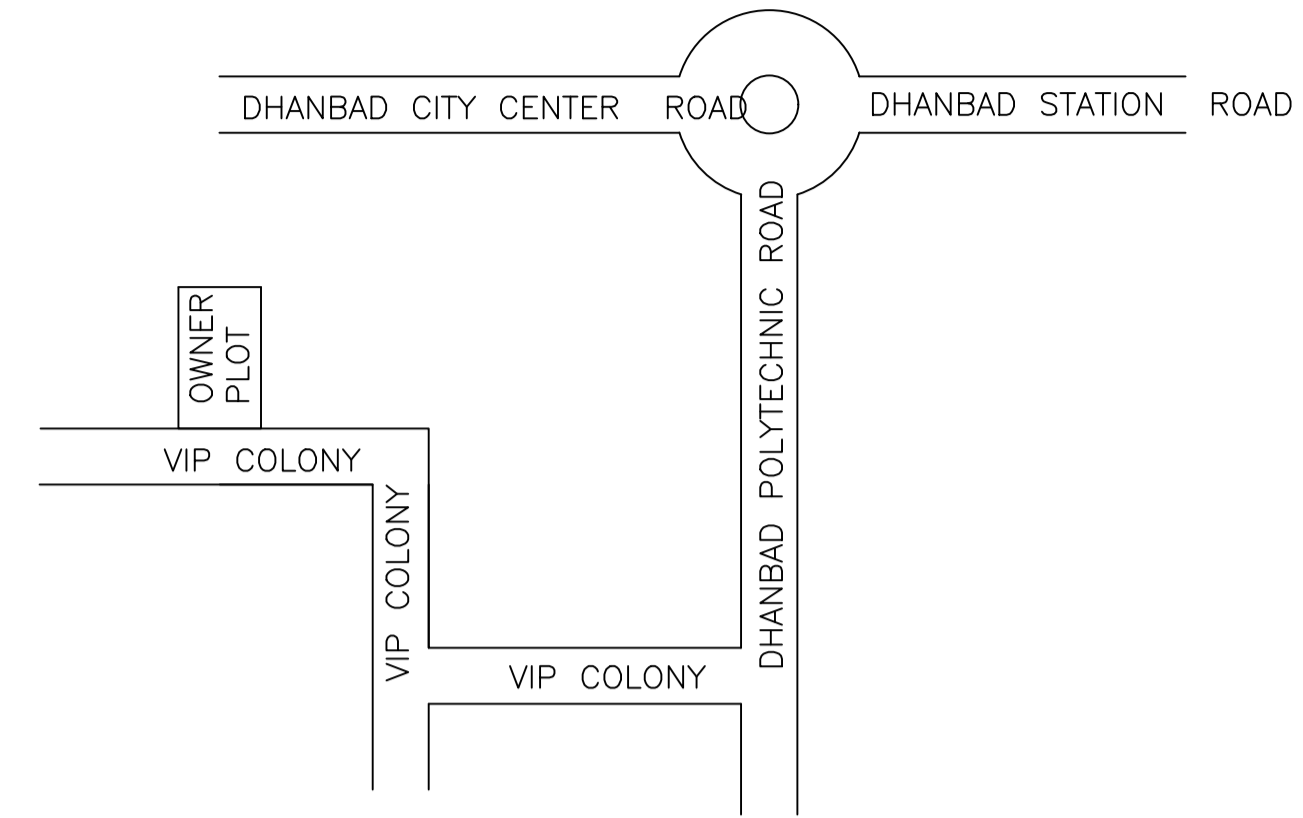 DHANBAD CITY CENTER ROAD
DHANBAD STATION ROAD
DHANBAD POLYTECHNIC ROAD
OWNER
PLOT
VIP COLONY
VIP COLONY
VIP COLONY